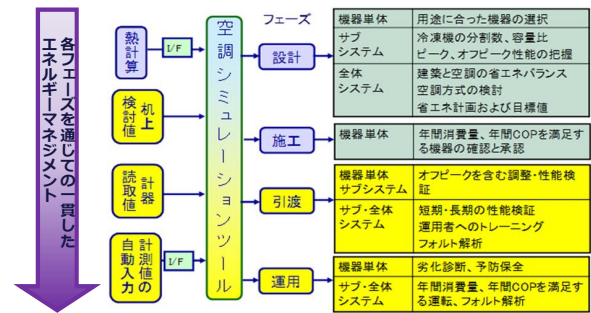 各フェーズを通じての一貫した
エネルギーマネジメント
熱計算
I/F
机上
検討値
計器
読取値
計測値の
自動入力
I/F
空調シミュレーションツール
フェーズ
設計
施工
引渡
運用
機器単体
用途に合った機器の選択
サブ
システム
冷凍機の分割数、容量比
ピーク、オフピーク性能の把握
全体
システム
建築と空調の省エネバランス
空調方式の検討
省エネ計画および目標値
機器単体
年間消費量、年間COPを満足す
る機器の確認と承認
機器単体
サブシステム
オフピークを含む調整・性能検
証
サブ・全体
システム
短期・長期の性能検証
運用者へのトレーニング
フォルト解析
機器単体
劣化診断、予防保全
サブ・全体
システム
年間消費量、年間COPを満足す
る運転、フォルト解析